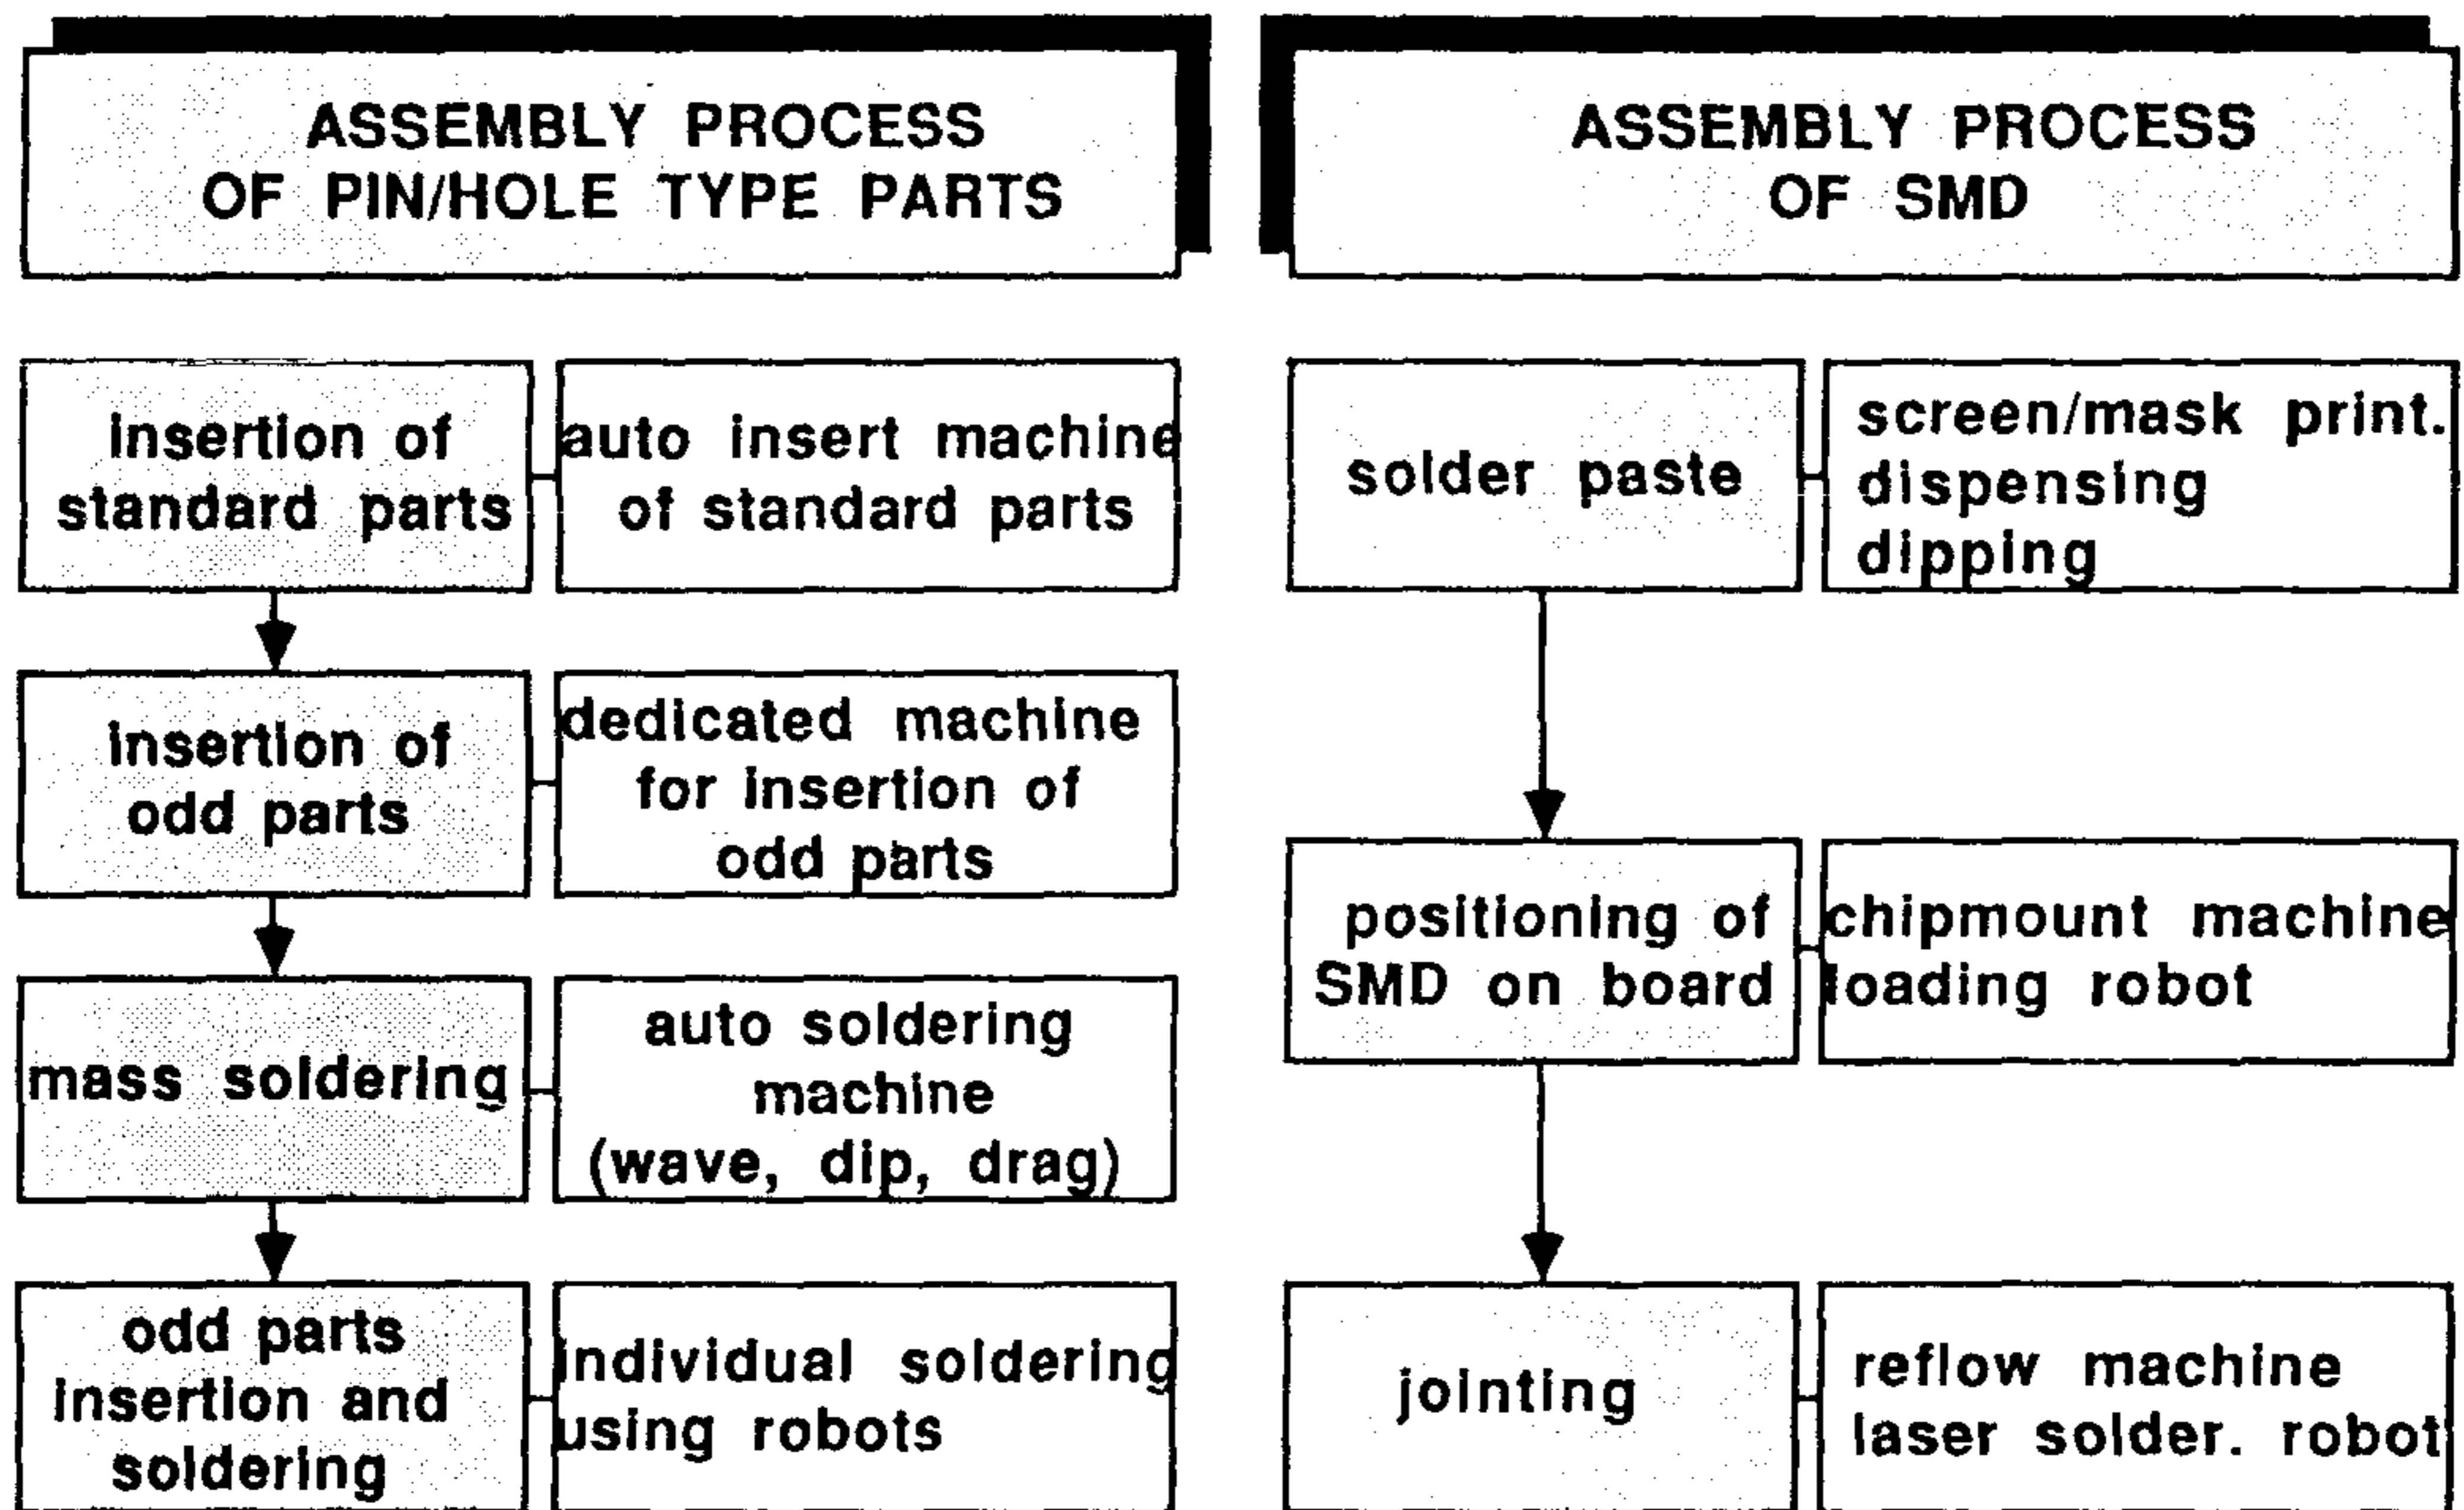 ASSEMBLY PROCESS
OF PIN/HOLE TYPE PARTS
insertion of
standard parts
auto insert machine
of standard parts
insertion of
odd parts
dedicated machine
for insertion of
odd parts
mass soldering
auto soldering
machine
(wave, dip, drag)
odd parts
insertion and
soldering
individual soldering
using robots
ASSEMBLY PROCESS
OF SMD
solder paste
screen/mask print.
dispensing
dipping
positioning of
SMD on board
chipmount machine
loading robot
jointing
reflow machine
laser solder. robot